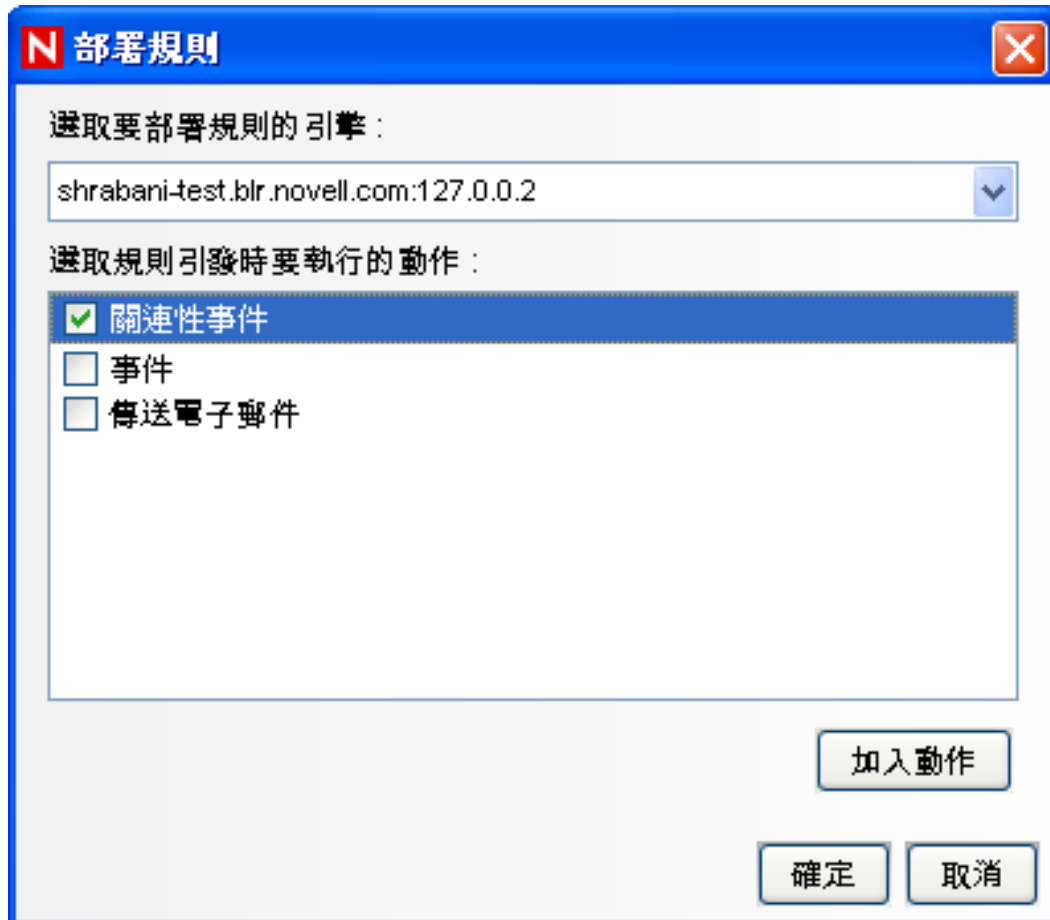 N 部署規則
選取要部署規則的引擎：
shrabani-test.blr.novell.com:127.0.0.2
選取規則引發時要執行的動作：
關連性事件
事件
傳送電子郵件
加入動作
確定 取消